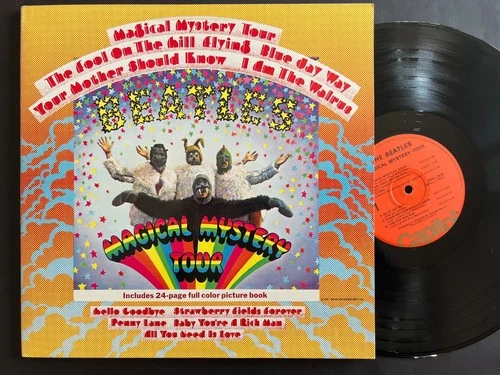 Magical Mystery Tour
The Fool On The Hill Flying Blue Jay Way
Your Mother Should Know I Am The Walrus
BEATLES
MAGICAL MYSTERY
TOUR
Includes 24-page full color picture book
Hello Goodbye Strawberry Fields Forever
Penny Lane Baby You're A Rich Man
All You Need Is Love
THE BEATLES
MAGICAL MYSTERY TOUR
Capitol